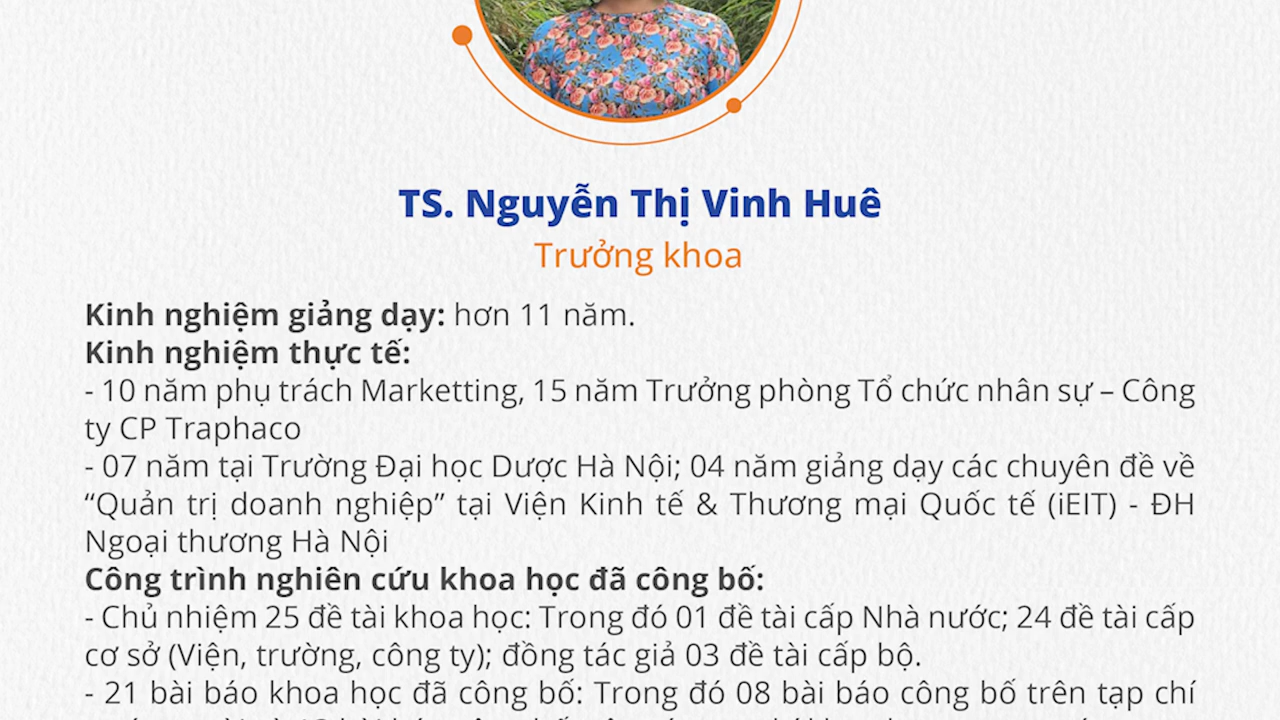 TS. Nguyễn Thị Vinh Huê
Trưởng khoa
Kinh nghiệm giảng dạy: hơn 11 năm.
Kinh nghiệm thực tế:
- 10 năm phụ trách Marketting, 15 năm Trưởng phòng Tổ chức nhân sự – Công
ty CP Traphaco
- 07 năm tại Trường Đại học Dược Hà Nội; 04 năm giảng dạy các chuyên đề về
“Quản trị doanh nghiệp” tại Viện Kinh tế & Thương mại Quốc tế (iEIT) - ĐH
Ngoại thương Hà Nội
Công trình nghiên cứu khoa học đã công bố:
- Chủ nhiệm 25 đề tài khoa học: Trong đó 01 đề tài cấp Nhà nước; 24 đề tài cấp
cơ sở (Viện, trường, công ty); đồng tác giả 03 đề tài cấp bộ.
- 21 bài báo khoa học đã công bố: Trong đó 08 bài báo công bố trên tạp chí